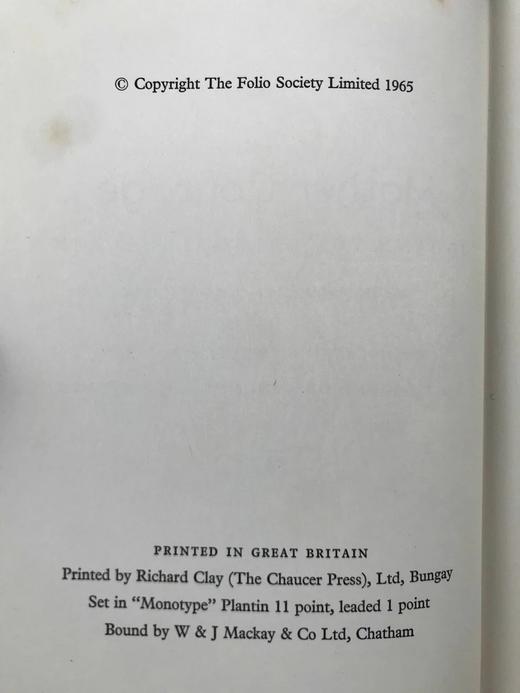 © Copyright The Folio Society Limited 1965
PRINTED IN GREAT BRITAIN
Printed by Richard Clay (The Chaucer Press), Ltd, Bungay
Set in “Monotype” Plantin 11 point, leaded 1 point
Bound by W & J Mackay & Co Ltd, Chatham